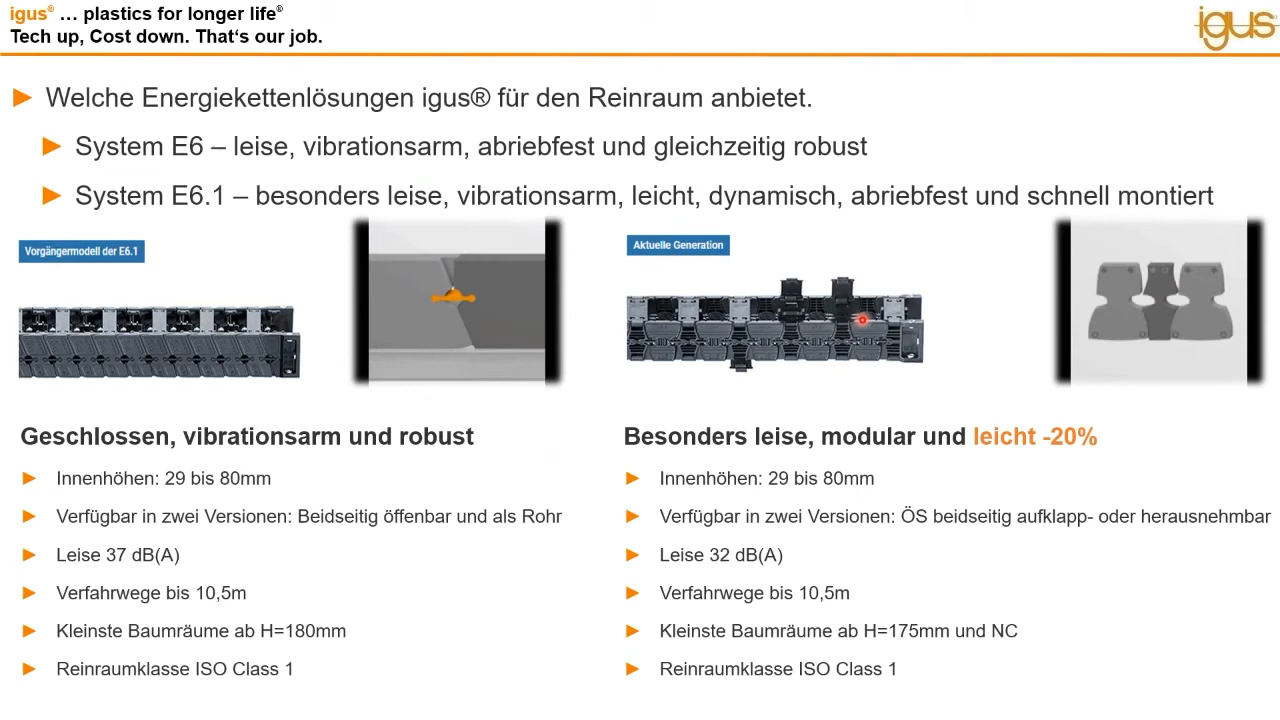 igus® … plastics for longer life®
Tech up, Cost down. That‘s our job.
igus®
Welche Energiekettenlösungen igus® für den Reinraum anbietet.
System E6 – leise, vibrationsarm, abriebfest und gleichzeitig robust
System E6.1 – besonders leise, vibrationsarm, leicht, dynamisch, abriebfest und schnell montiert
Vorgängermodell der E6.1
Aktuelle Generation
Geschlossen, vibrationsarm und robust
Innenhöhen: 29 bis 80mm
Verfügbar in zwei Versionen: Beidseitig öffenbar und als Rohr
Leise 37 dB(A)
Verfahrwege bis 10,5m
Kleinste Baumräume ab H=180mm
Reinraumklasse ISO Class 1
Besonders leise, modular und leicht -20%
Innenhöhen: 29 bis 80mm
Verfügbar in zwei Versionen: ÖS beidseitig aufklapp- oder herausnehmbar
Leise 32 dB(A)
Verfahrwege bis 10,5m
Kleinste Baumräume ab H=175mm und NC
Reinraumklasse ISO Class 1